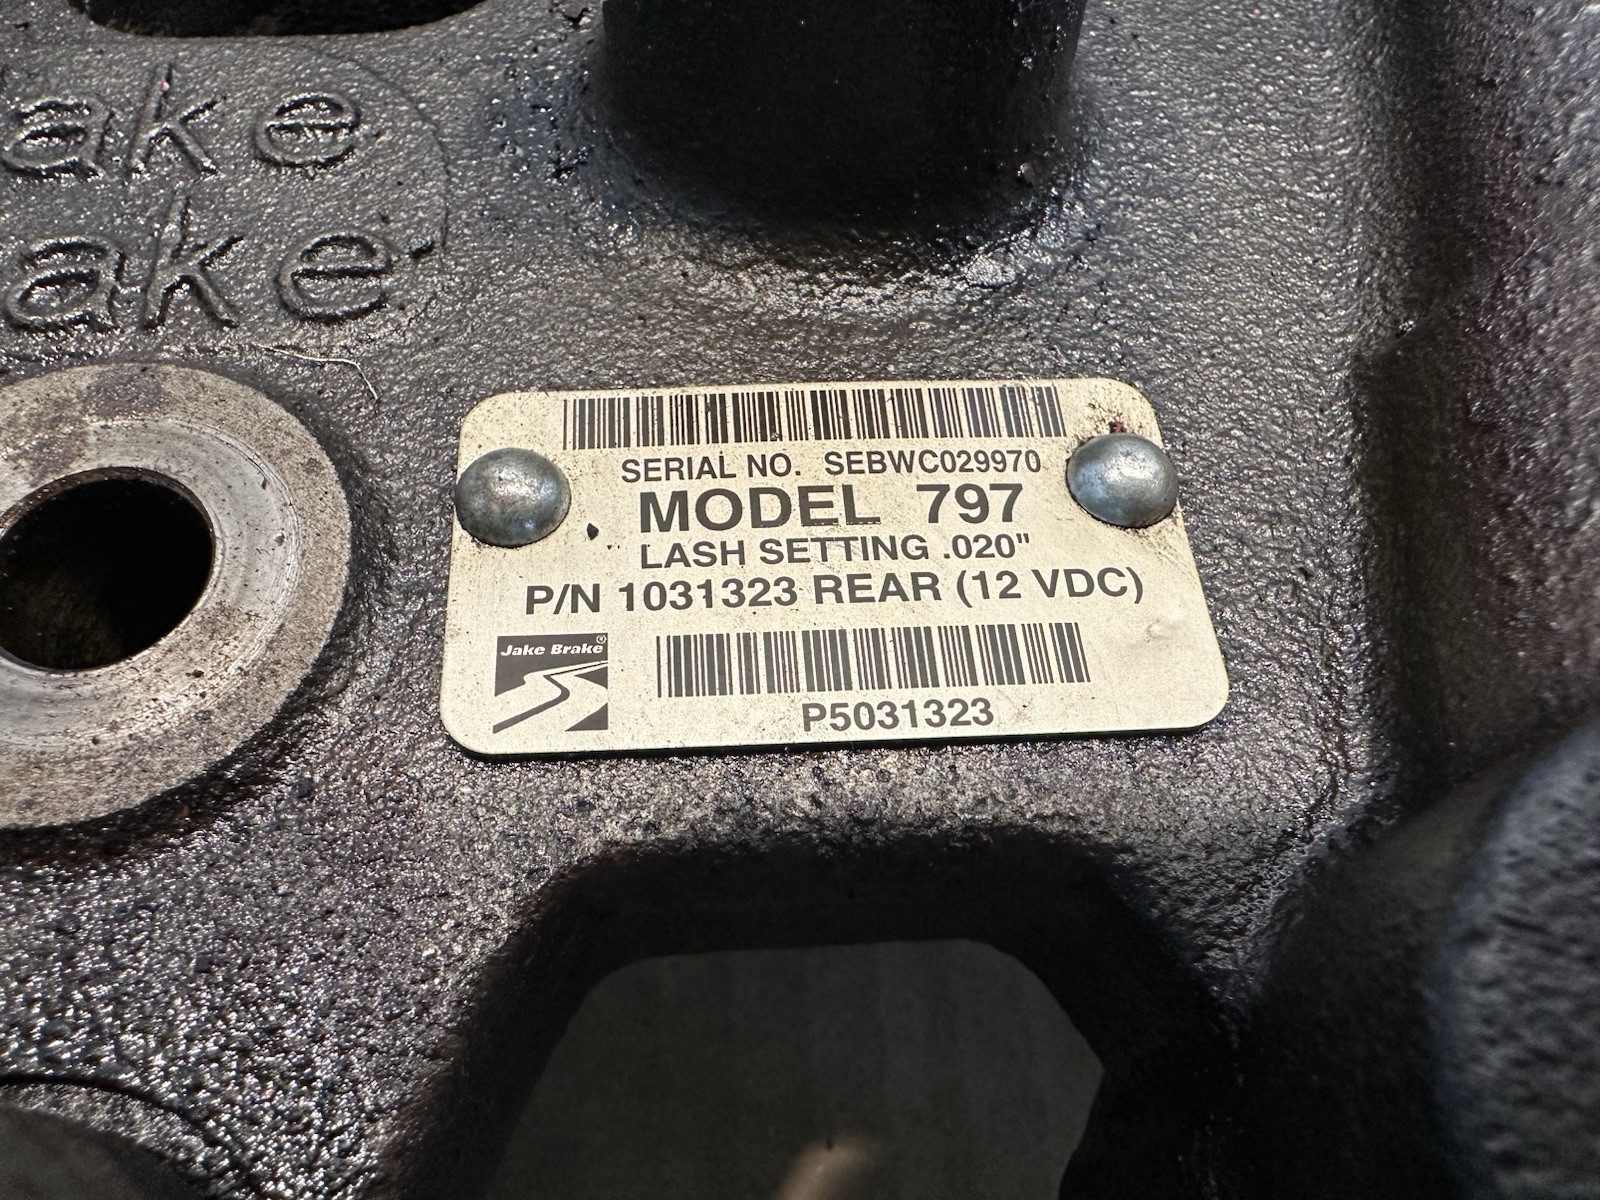 ake
ake
SERIAL NO. SEBWC029970
MODEL 797
LASH SETTING .020"
P/N 1031323 REAR (12 VDC)
Jake Brake®
P5031323